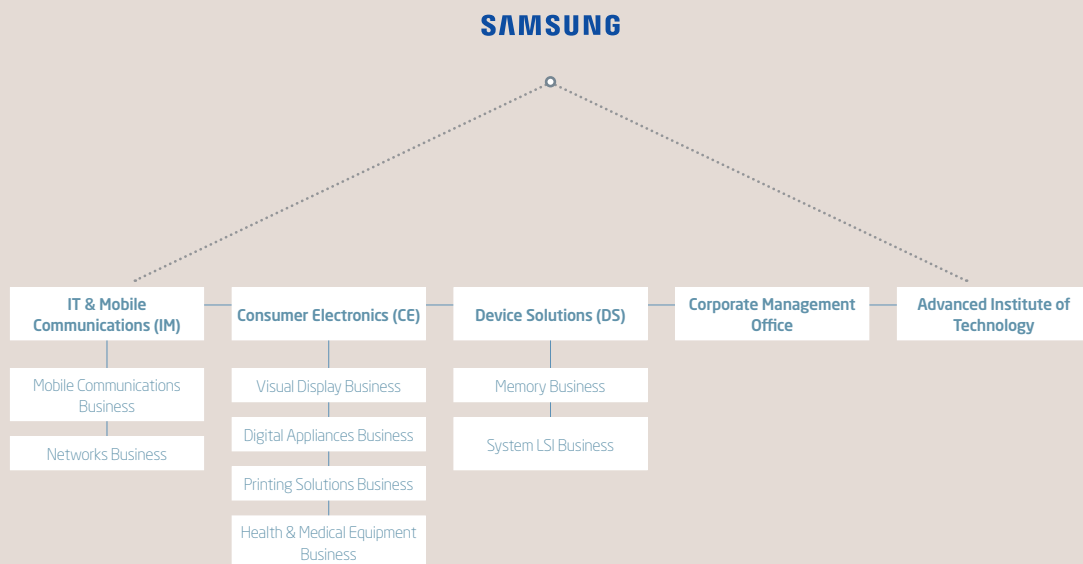 SAMSUNG
IT & Mobile
Communications (IM)
Consumer Electronics (CE)
Device Solutions (DS)
Corporate Management
Office
Advanced Institute of
Technology
Mobile Communications
Business
Networks Business
Visual Display Business
Digital Appliances Business
Printing Solutions Business
Health & Medical Equipment
Business
Memory Business
System LSI Business